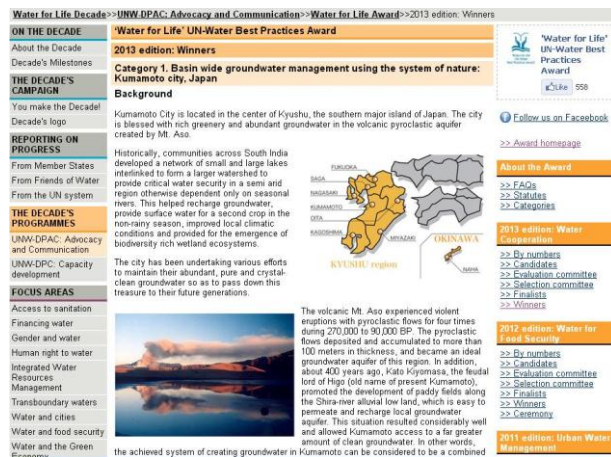 Water for Life Decade>>UNW-DPAC: Advocacy and Communication>>Water for Life Award>>2013 edition: Winners
ON THE DECADE
About the Decade
Decade's Milestones
THE DECADE'S
CAMPAIGN
You make the Decade!
Decade's logo
REPORTING ON
PROGRESS
From Member States
From Friends of Water
From the UN system
THE DECADE'S
PROGRAMMES
UNW-DPAC: Advocacy
and Communication
UNW-DPC: Capacity
development
FOCUS AREAS
Access to sanitation
Financing water
Gender and water
Human right to water
Integrated Water
Resources
Management
Transboundary waters
Water and cities
Water and food security
Water and the Green
Economy
'Water for Life' UN-Water Best Practices Award
2013 edition: Winners
Category 1. Basin wide groundwater management using the system of nature:
Kumamoto city, Japan
Background
Kumamoto City is located in the center of Kyushu, the southern major island of Japan. The city
is blessed with rich greenery and abundant groundwater in the volcanic pyroclastic aquifer
created by Mt. Aso.
Historically, communities across South India
developed a network of small and large lakes
interlinked to form a larger watershed to
provide critical water security in a semi arid
region otherwise dependent only on seasonal
rivers. This helped recharge groundwater,
provide surface water for a second crop in the
non-rainy season, improved local climatic
conditions and provided for the emergence of
biodiversity rich wetland ecosystems.
The city has been undertaking various efforts
to maintain their abundant, pure and crystal-
clean groundwater so as to pass down this
treasure to their future generations.
FUKUOKA
SAGA
NAGASAKI
KUMAMOTO
OITA
KAGOSHIMA
MIYAZAKI
KYUSHU region
OKINAWA
NAHA
The volcanic Mt. Aso experienced violent
eruptions with pyroclastic flows for four times
during 270,000 to 90,000 BP. The pyroclastic
flows deposited and accumulated to more than
100 meters in thickness, and became an ideal
groundwater aquifer of this region. In addition,
about 400 years ago, Kato Kiyomasa, the feudal
lord of Higo (old name of present Kumamoto),
promoted the development of paddy fields along
the Shira-river alluvial low land, which is easy to
permeate and recharge local groundwater
aquifer. This situation resulted considerably well
and allowed Kumamoto access to a far greater
amount of clean groundwater. In other words,
the achieved system of creating groundwater in Kumamoto can be considered to be a combined
'Water for Life'
UN-Water Best
Practices
Award
Like 558
Follow us on Facebook
>> Award homepage
About the Award
>> FAQs
>> Statutes
>> Categories
2013 edition: Water
Cooperation
>> By numbers
>> Candidates
>> Evaluation committee
>> Selection committee
>> Finalists
>> Winners
2012 edition: Water for
Food Security
>> By numbers
>> Candidates
>> Evaluation committee
>> Selection committee
>> Finalists
>> Winners
>> Ceremony
2011 edition: Urban Water
Management